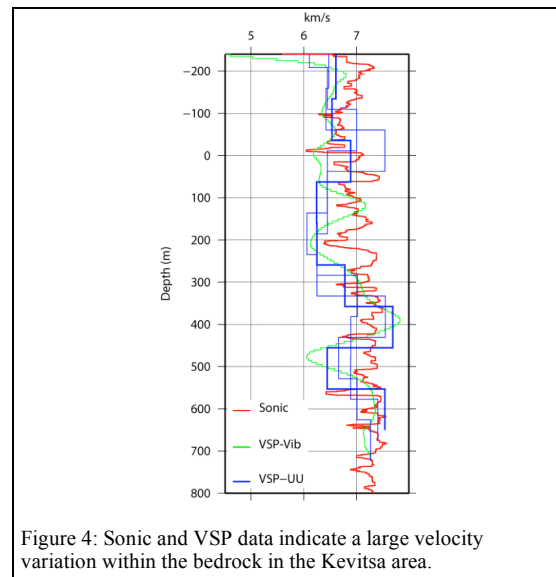 km/s
5 6 7
−200
−100
0
100
200
300
400
500
600
700
800
Depth (m)
Sonic
VSP-Vib
VSP−UU
Figure 4: Sonic and VSP data indicate a large velocity
variation within the bedrock in the Kevitsa area.